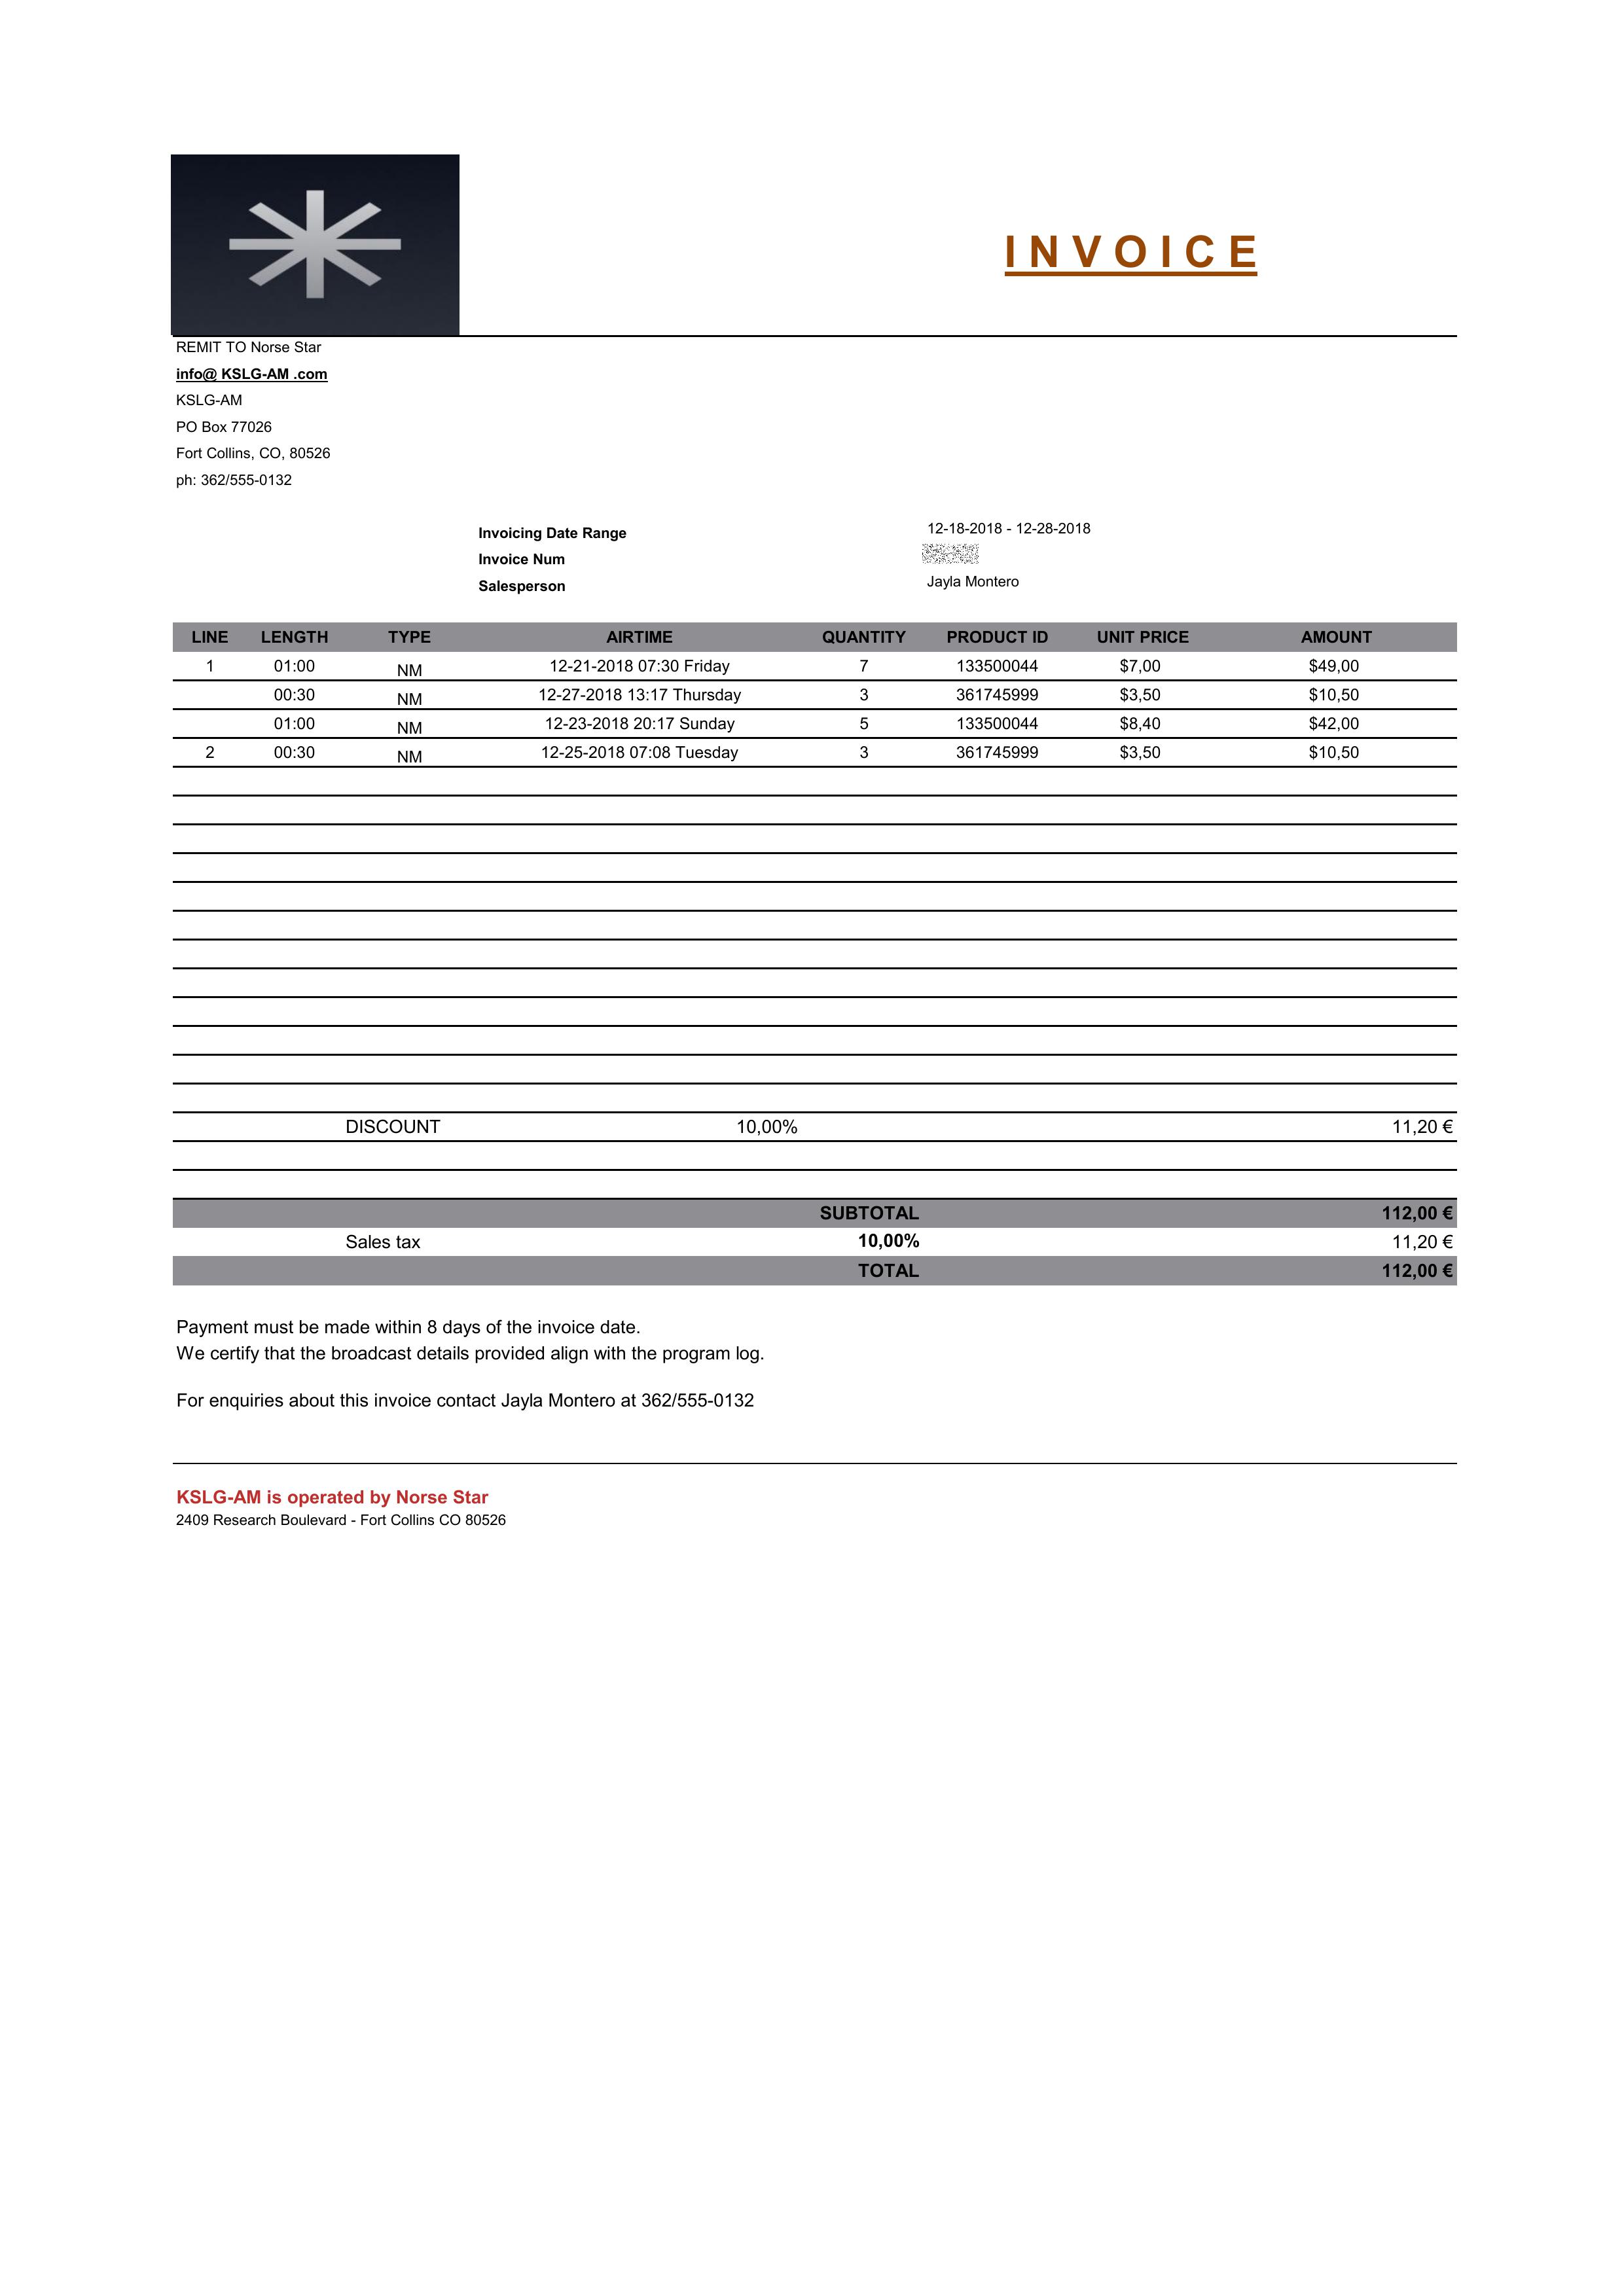 INVOICE
REMIT TO Norse Star
info@ KSLG-AM .com
KSLG-AM
PO Box 77026
Fort Collins, CO, 80526
ph: 362/555-0132
Invoicing Date Range 12-18-2018 - 12-28-2018
Invoice Num
Salesperson Jayla Montero
LINE LENGTH TYPE AIRTIME QUANTITY PRODUCT ID UNIT PRICE AMOUNT
1 01:00 NM 12-21-2018 07:30 Friday 7 133500044 $7,00 $49,00
00:30 NM 12-27-2018 13:17 Thursday 3 361745999 $3,50 $10,50
01:00 NM 12-23-2018 20:17 Sunday 5 133500044 $8,40 $42,00
2 00:30 NM 12-25-2018 07:08 Tuesday 3 361745999 $3,50 $10,50
DISCOUNT 10,00% 11,20 €
SUBTOTAL 112,00 €
Sales tax 10,00% 11,20 €
TOTAL 112,00 €
Payment must be made within 8 days of the invoice date.
We certify that the broadcast details provided align with the program log.
For enquiries about this invoice contact Jayla Montero at 362/555-0132
KSLG-AM is operated by Norse Star
2409 Research Boulevard - Fort Collins CO 80526